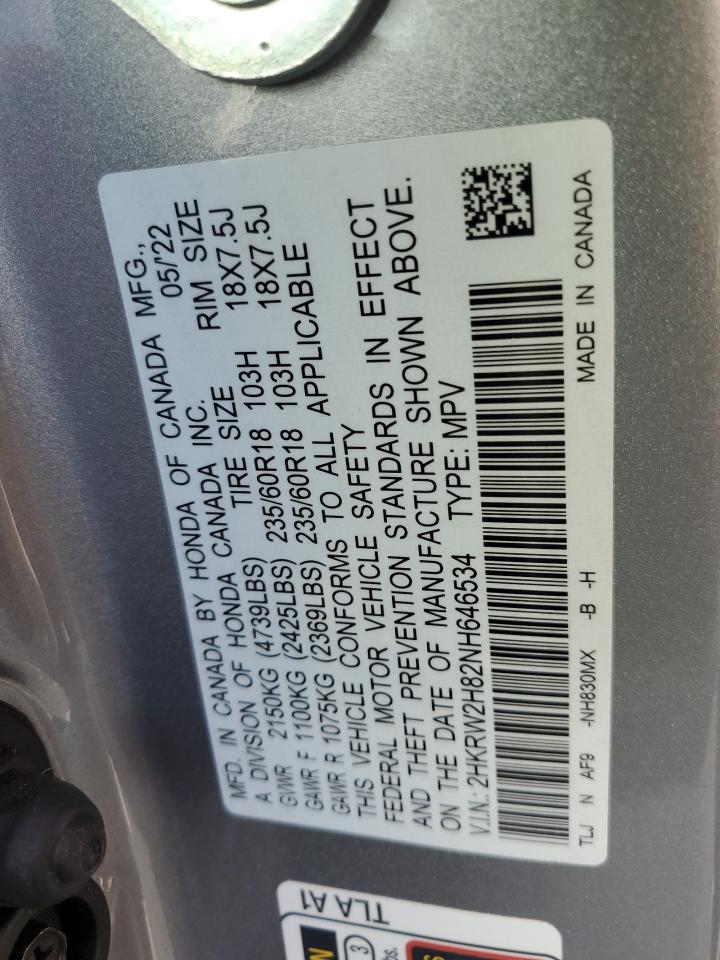 MFD. IN CANADA BY HONDA OF CANADA MFG.,
A DIVISION OF HONDA CANADA INC. 05/'22
GVWR 2150KG (4739LBS) TIRE SIZE RIM SIZE
GAWR F 1100KG (2425LBS) 235/60R18 103H 18X7.5J
GAWR R 1075KG (2369LBS) 235/60R18 103H 18X7.5J
THIS VEHICLE CONFORMS TO ALL APPLICABLE
FEDERAL MOTOR VEHICLE SAFETY
AND THEFT PREVENTION STANDARDS IN EFFECT
ON THE DATE OF MANUFACTURE SHOWN ABOVE.
V.I.N.: 2HKRW2H82NH646534 TYPE: MPV
TLJ N AF9 -NH830MX -B -H MADE IN CANADA
TLA A1
3